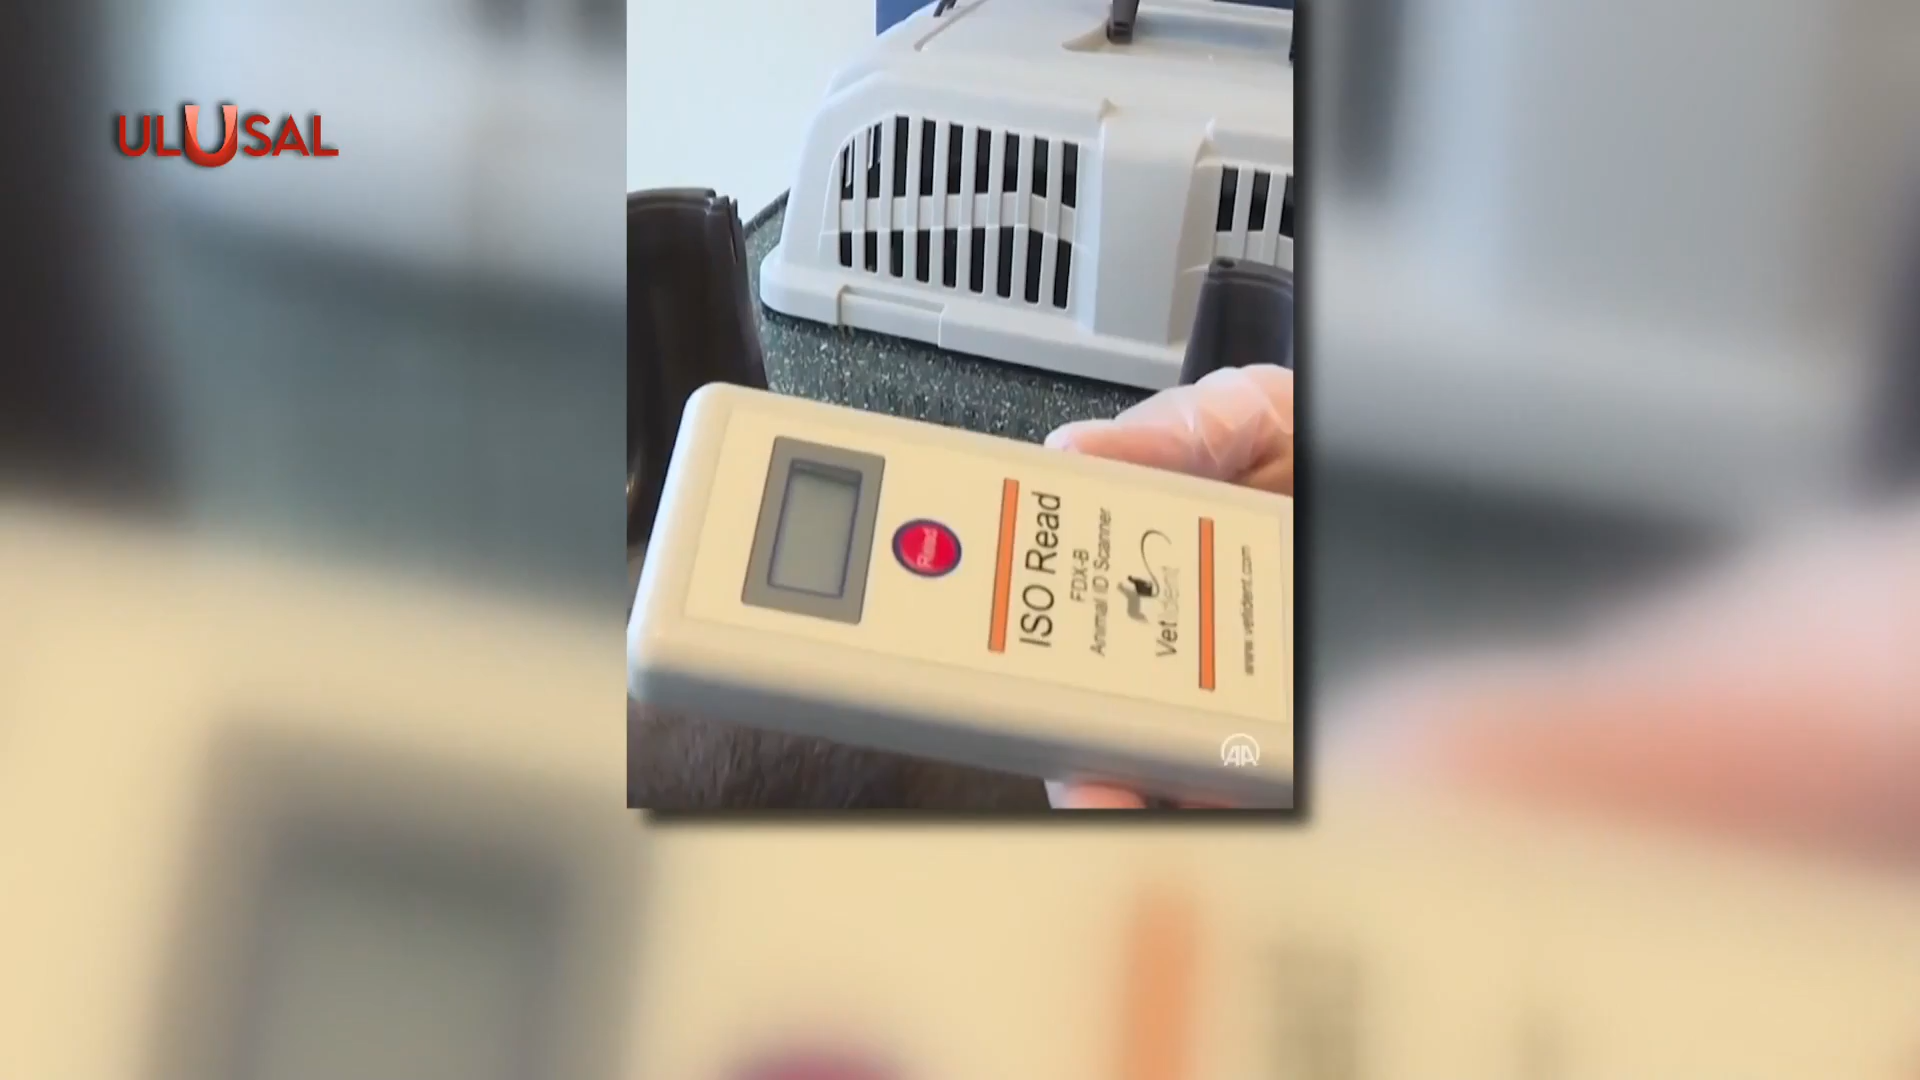 ULUSAL
Read
ISO Read
FDX-B
Animal ID Scanner
Vetident
www.vetident.com
AA